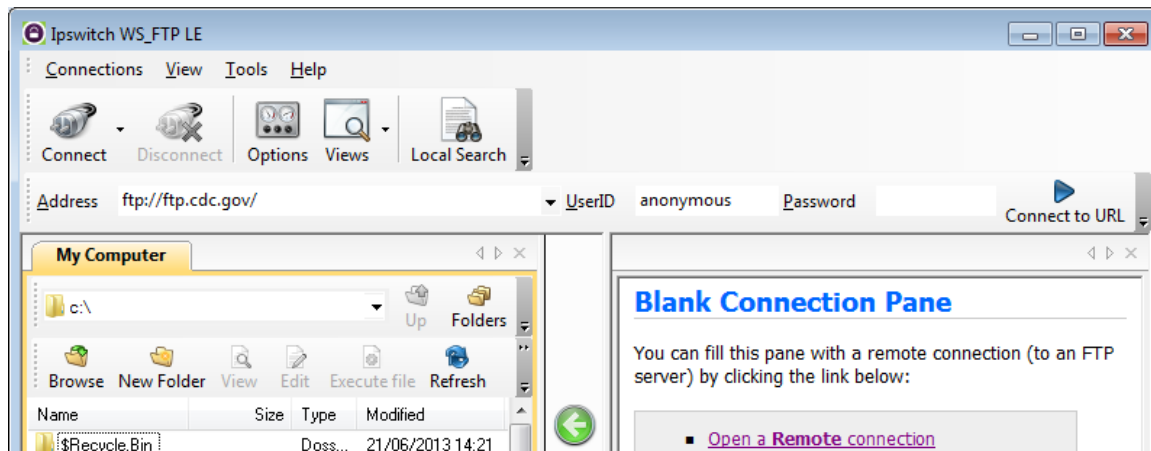 Ipswitch WS_FTP LE
Connections View Tools Help
Connect Disconnect Options Views Local Search
Address ftp://ftp.cdc.gov/ UserID anonymous Password Connect to URL
My Computer
c:\ Up Folders
Browse New Folder View Edit Execute file Refresh
Name Size Type Modified
$Recycle.Bin Doss... 21/06/2013 14:21
Blank Connection Pane
You can fill this pane with a remote connection (to an FTP
server) by clicking the link below:
Open a Remote connection